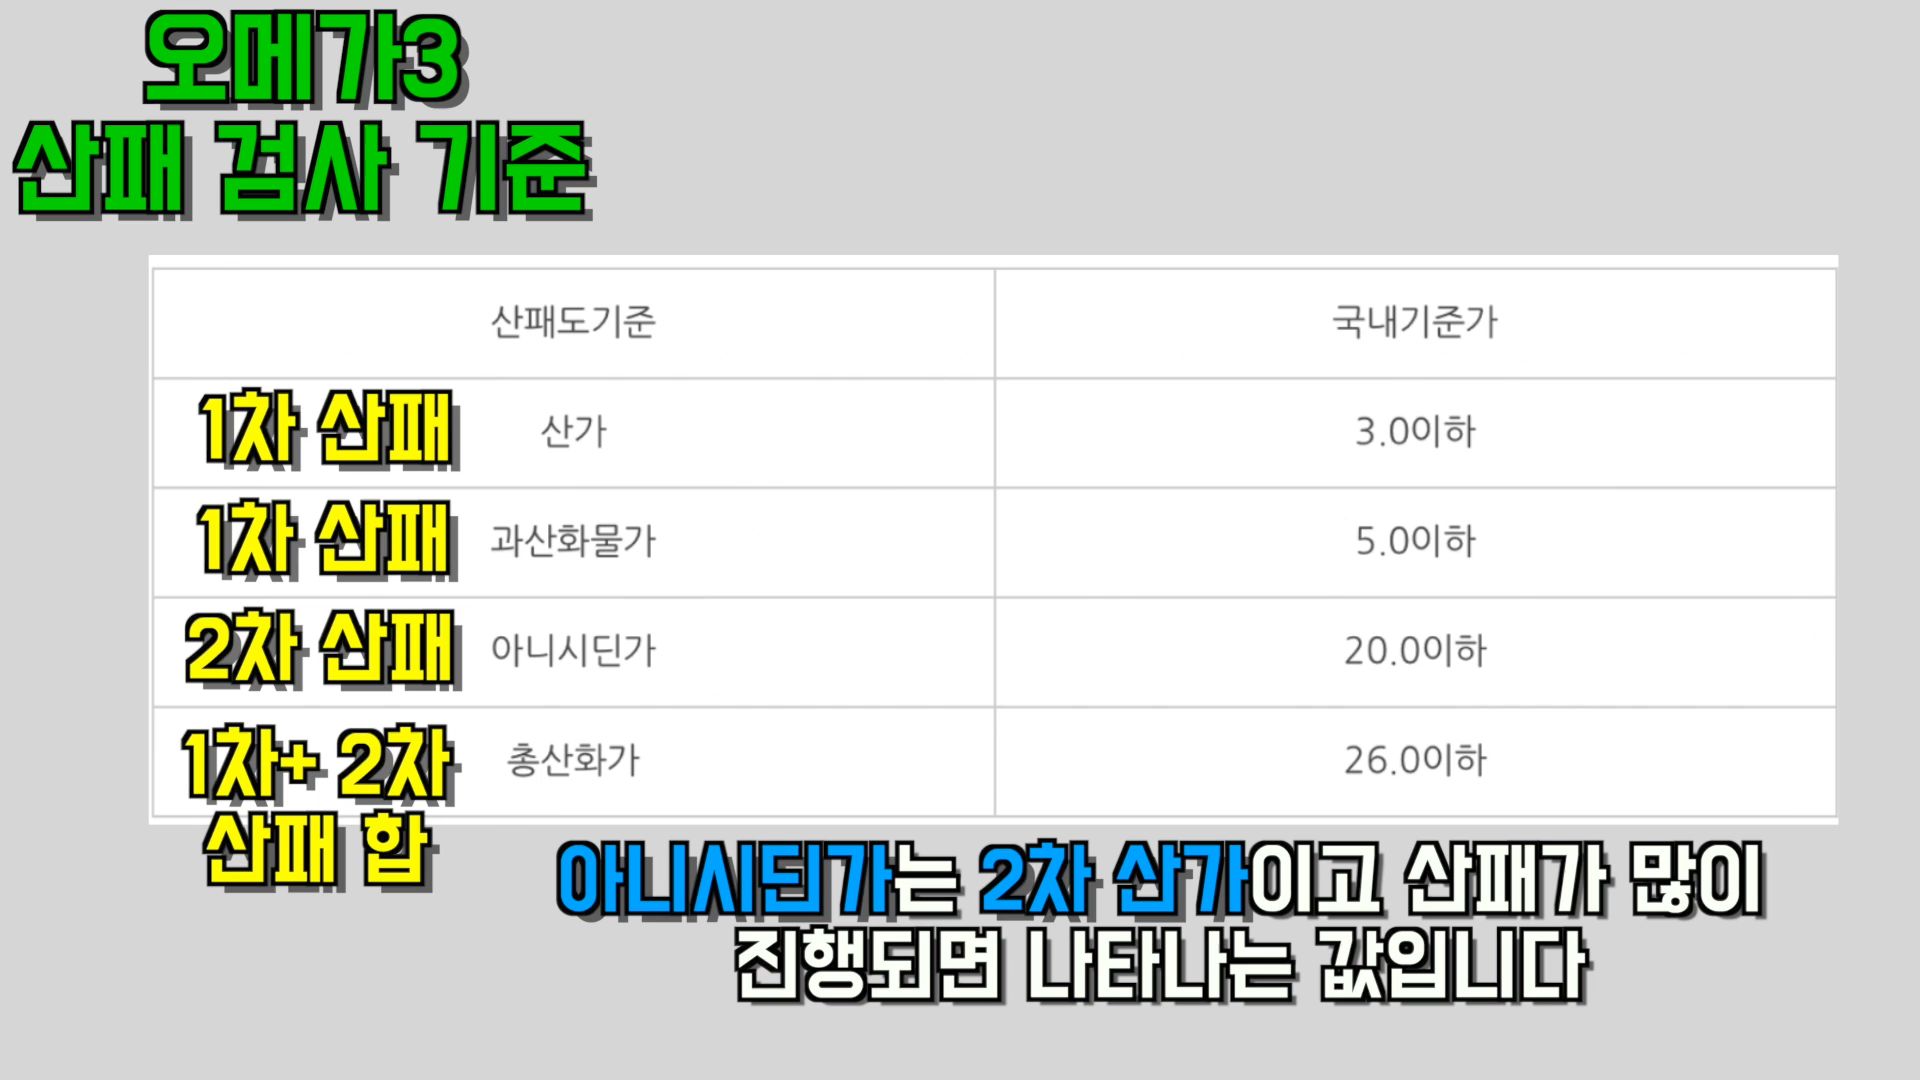 오메가3
산패 검사 기준
산패도기준 국내기준가
1차 산패 산가 3.0이하
1차 산패 과산화물가 5.0이하
2차 산패 아니시딘가 20.0이하
1차+ 2차 총산화가 26.0이하
산패 합
아니시딘가는 2차 산가이고 산패가 많이
진행되면 나타나는 값입니다